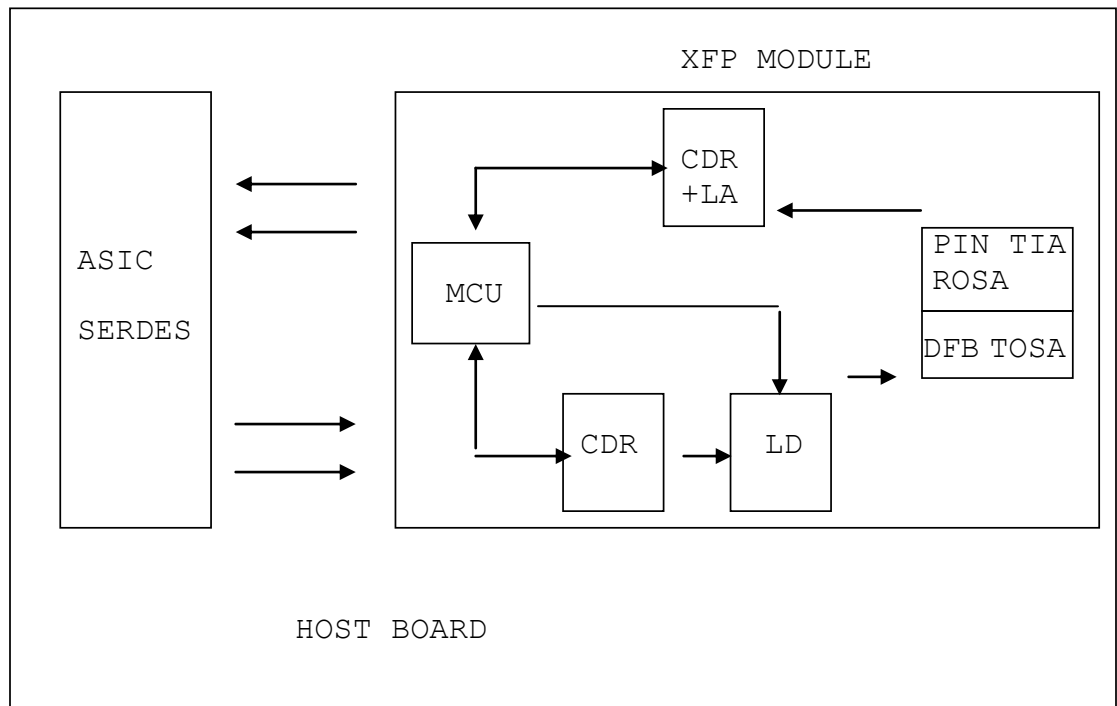 XFP MODULE
CDR
+LA
ASIC
SERDES
MCU
PIN TIA
ROSA
DFB TOSA
CDR
LD
HOST BOARD